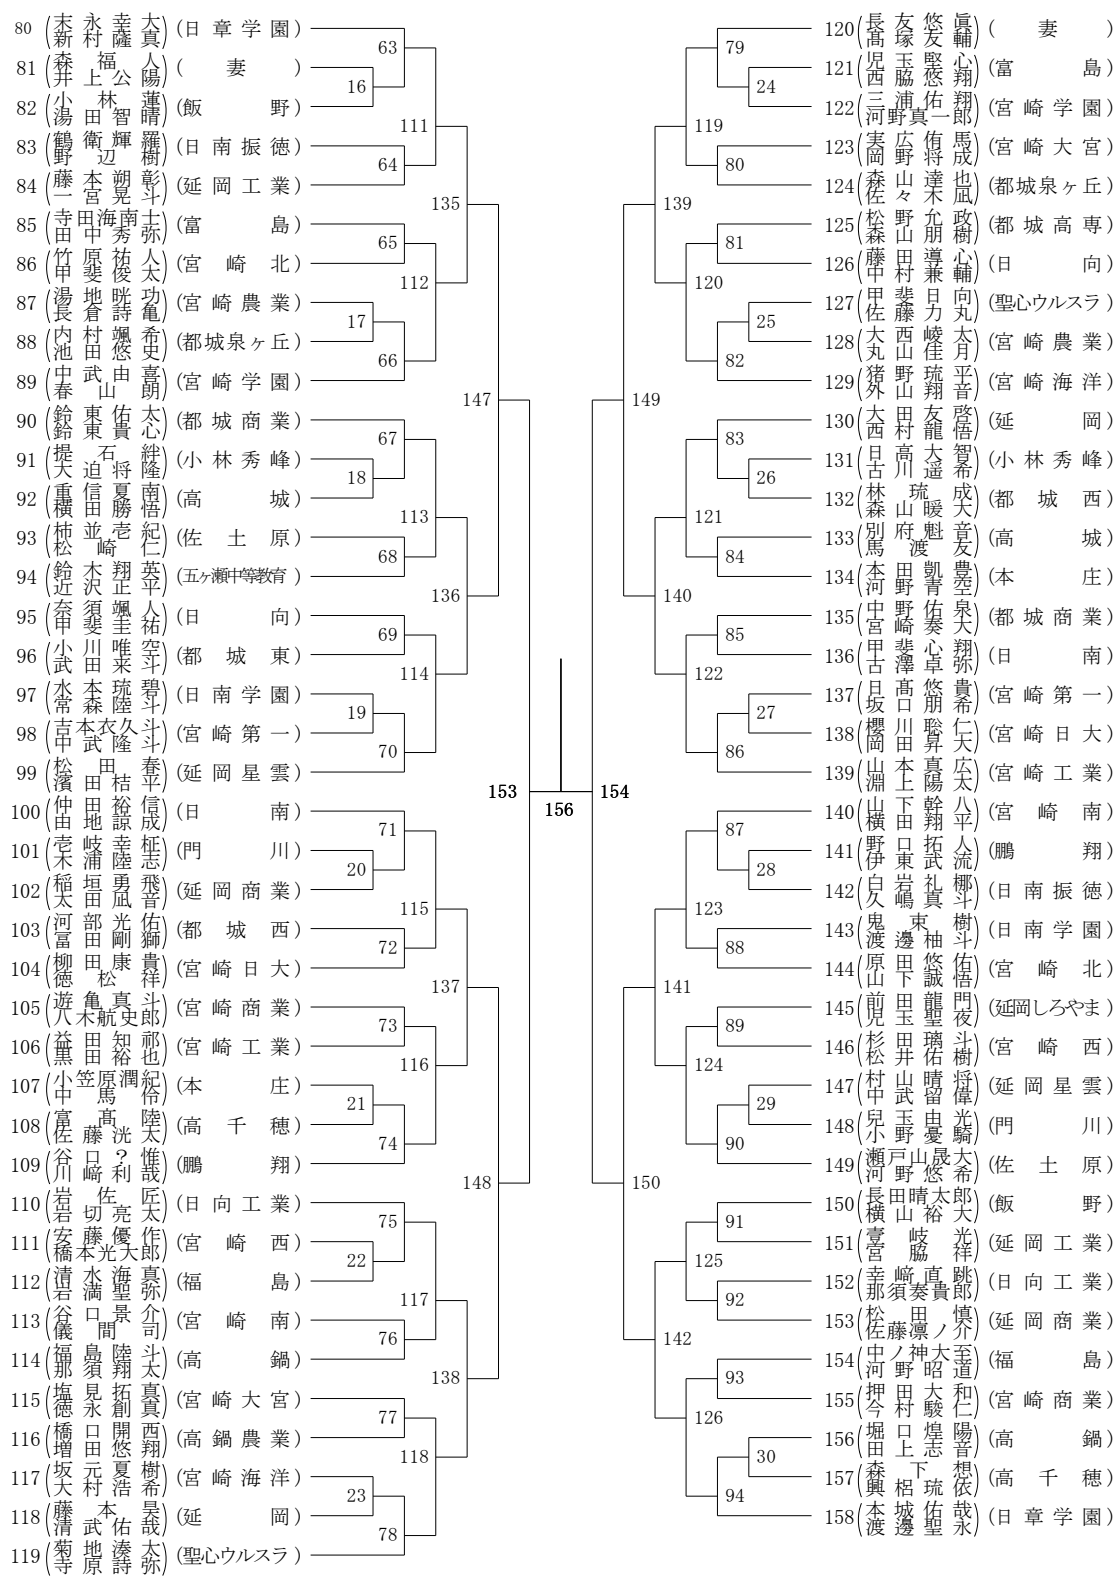 80 (末永幸大 新村薩真) (日章学園)
81 (森福人 井上公陽) (妻)
82 (小林蓮 湯田智晴) (飯野)
83 (鶴衛輝羅 野辺樹) (日南振徳)
84 (藤本朔彰 一宮晃斗) (延岡工業)
85 (寺田海南士 田中秀弥) (富島)
86 (竹原祐人 甲斐俊太) (宮崎北)
87 (湯地晄功 長倉詩亀) (宮崎農業)
88 (内村颯希 池田悠史) (都城泉ヶ丘)
89 (中武由喜 春山朗) (宮崎学園)
90 (鈴東佑太 鈴東貴心) (都城商業)
91 (提石絆 大迫将隆) (小林秀峰)
92 (重信夏南 横田勝悟) (高城)
93 (柿並壱紀 松崎仁) (佐土原)
94 (鈴木翔英 近沢正平) (五ヶ瀬中等教育)
95 (奈須颯人 甲斐圭祐) (日向)
96 (小川唯空 武田来斗) (都城東)
97 (水本琉碧 常森陸斗) (日南学園)
98 (吉本衣久斗 中武隆斗) (宮崎第一)
99 (松田春 濱田桔平) (延岡星雲)
100 (仲田裕信 由地諒成) (日南)
101 (壱岐幸柾 木浦陸志) (門川)
102 (稲垣勇飛 太田凪音) (延岡商業)
103 (河部光佑 冨田剛獅) (都城西)
104 (柳田康貴 徳松祥) (宮崎日大)
105 (遊亀真斗 八木航史郎) (宮崎商業)
106 (益田知祁 黒田裕也) (宮崎工業)
107 (小笠原潤紀 中馬伶) (本庄)
108 (富髙陸 佐藤洸太) (高千穂)
109 (谷口?惟 川﨑利哉) (鵬翔)
110 (岩佐匠 岩切亮太) (日向工業)
111 (安藤優作 橋本光太郎) (宮崎西)
112 (清水海真 岩満聖弥) (福島)
113 (谷口景介 儀間司) (宮崎南)
114 (福島陸斗 那須翔太) (高鍋)
115 (塩見拓真 徳永創真) (宮崎大宮)
116 (橋口開西 増田悠翔) (高鍋農業)
117 (坂元夏樹 大村浩希) (宮崎海洋)
118 (藤本昊 清武佑哉) (延岡)
119 (菊地湊太 寺原詩弥) (聖心ウルスラ)
63
16
111
64
135
65
112
17
66
147
67
18
113
68
136
69
114
19
70
153
71
20
115
72
137
73
116
21
74
148
75
22
117
76
138
77
118
23
78
156
154
79
24
119
80
139
81
120
25
82
149
83
26
121
84
140
85
122
27
86
87
28
123
88
141
89
124
29
90
150
91
125
92
142
93
126
30
94
120 (長友悠眞 髙塚友輔) (妻)
121 (児玉堅心 西脇悠翔) (富島)
122 (三浦佑翔 河野真一郎) (宮崎学園)
123 (実広侑馬 岡野将成) (宮崎大宮)
124 (森山達也 佐々木凪) (都城泉ヶ丘)
125 (松野允政 森山朋樹) (都城高専)
126 (藤田導心 中村兼輔) (日向)
127 (甲斐日向 佐藤力丸) (聖心ウルスラ)
128 (大西崚太 丸山佳月) (宮崎農業)
129 (猪野琉平 外山翔音) (宮崎海洋)
130 (大田友啓 西村龍悟) (延岡)
131 (日高大智 古川遥希) (小林秀峰)
132 (林琉成 森山暖大) (都城西)
133 (別府魁音 馬渡友) (高城)
134 (本田凱豊 河野青空) (本庄)
135 (中野佑泉 宮崎奏大) (都城商業)
136 (甲斐心翔 古澤卓弥) (日南)
137 (日髙悠貴 坂口朋希) (宮崎第一)
138 (櫻川聡仁 岡田昇大) (宮崎日大)
139 (山本真広 淵上陽太) (宮崎工業)
140 (山下幹八 横田翔平) (宮崎南)
141 (野口拓人 伊東武流) (鵬翔)
142 (白岩礼梛 久嶋真斗) (日南振徳)
143 (鬼束樹 渡邊柚斗) (日南学園)
144 (原田悠佑 山下誠悟) (宮崎北)
145 (前田龍門 児玉聖夜) (延岡しろやま)
146 (杉田璃斗 松井佑樹) (宮崎西)
147 (村山晴将 中武留偉) (延岡星雲)
148 (兒玉由光 小野憂騎) (門川)
149 (瀬戸山晟大 河野悠希) (佐土原)
150 (長田晴太郎 横山裕大) (飯野)
151 (壹岐光 宮脇祥) (延岡工業)
152 (幸﨑直跳 那須奏貴郎) (日向工業)
153 (松田慎 佐藤凛ノ介) (延岡商業)
154 (中ノ神大至 河野昭道) (福島)
155 (押田大和 今村駿仁) (宮崎商業)
156 (堀口煌陽 田上志音) (高鍋)
157 (森下想 興梠琉依) (高千穂)
158 (本城佑哉 渡邊聖永) (日章学園)